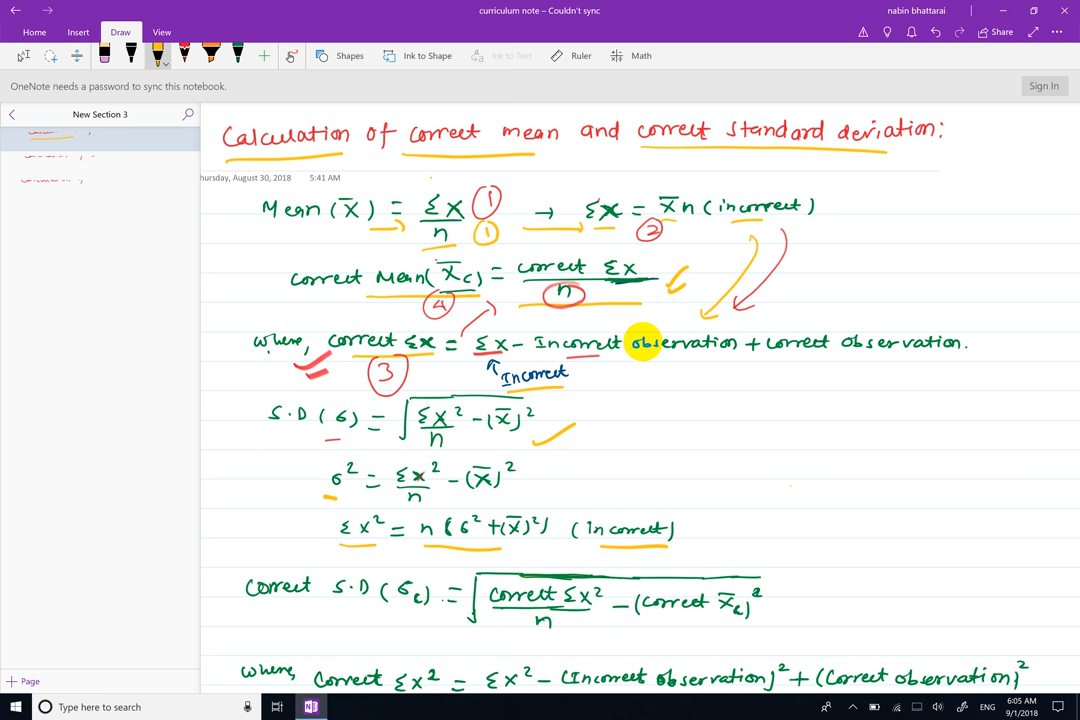 curriculum note – Couldn't sync
nabin bhattarai
Home Insert Draw View
Share
Shapes Ink to Shape Ink to Text Ruler Math
OneNote needs a password to sync this notebook.
Sign In
New Section 3
Calculation of correct mean and correct standard deviation:
hursday, August 30, 2018 5:41 AM
Mean (x̄) = Σx/n ① ① → Σx = x̄n (incorrect) ②
correct Mean (x̄c) = correct Σx / n ④
where, correct Σx = Σx – Incorrect observation + correct observation.
③ Incorrect
S.D (σ) = √(Σx²/n – (x̄)²)
σ² = Σx²/n – (x̄)²
Σx² = n (σ² + (x̄)²) (incorrect)
correct S.D (σc) = √(correct Σx²/n – (correct x̄c)²)
where, correct Σx² = Σx² – (Incorrect observation)² + (correct observation)²
+ Page
Type here to search
ENG
6:05 AM
9/1/2018